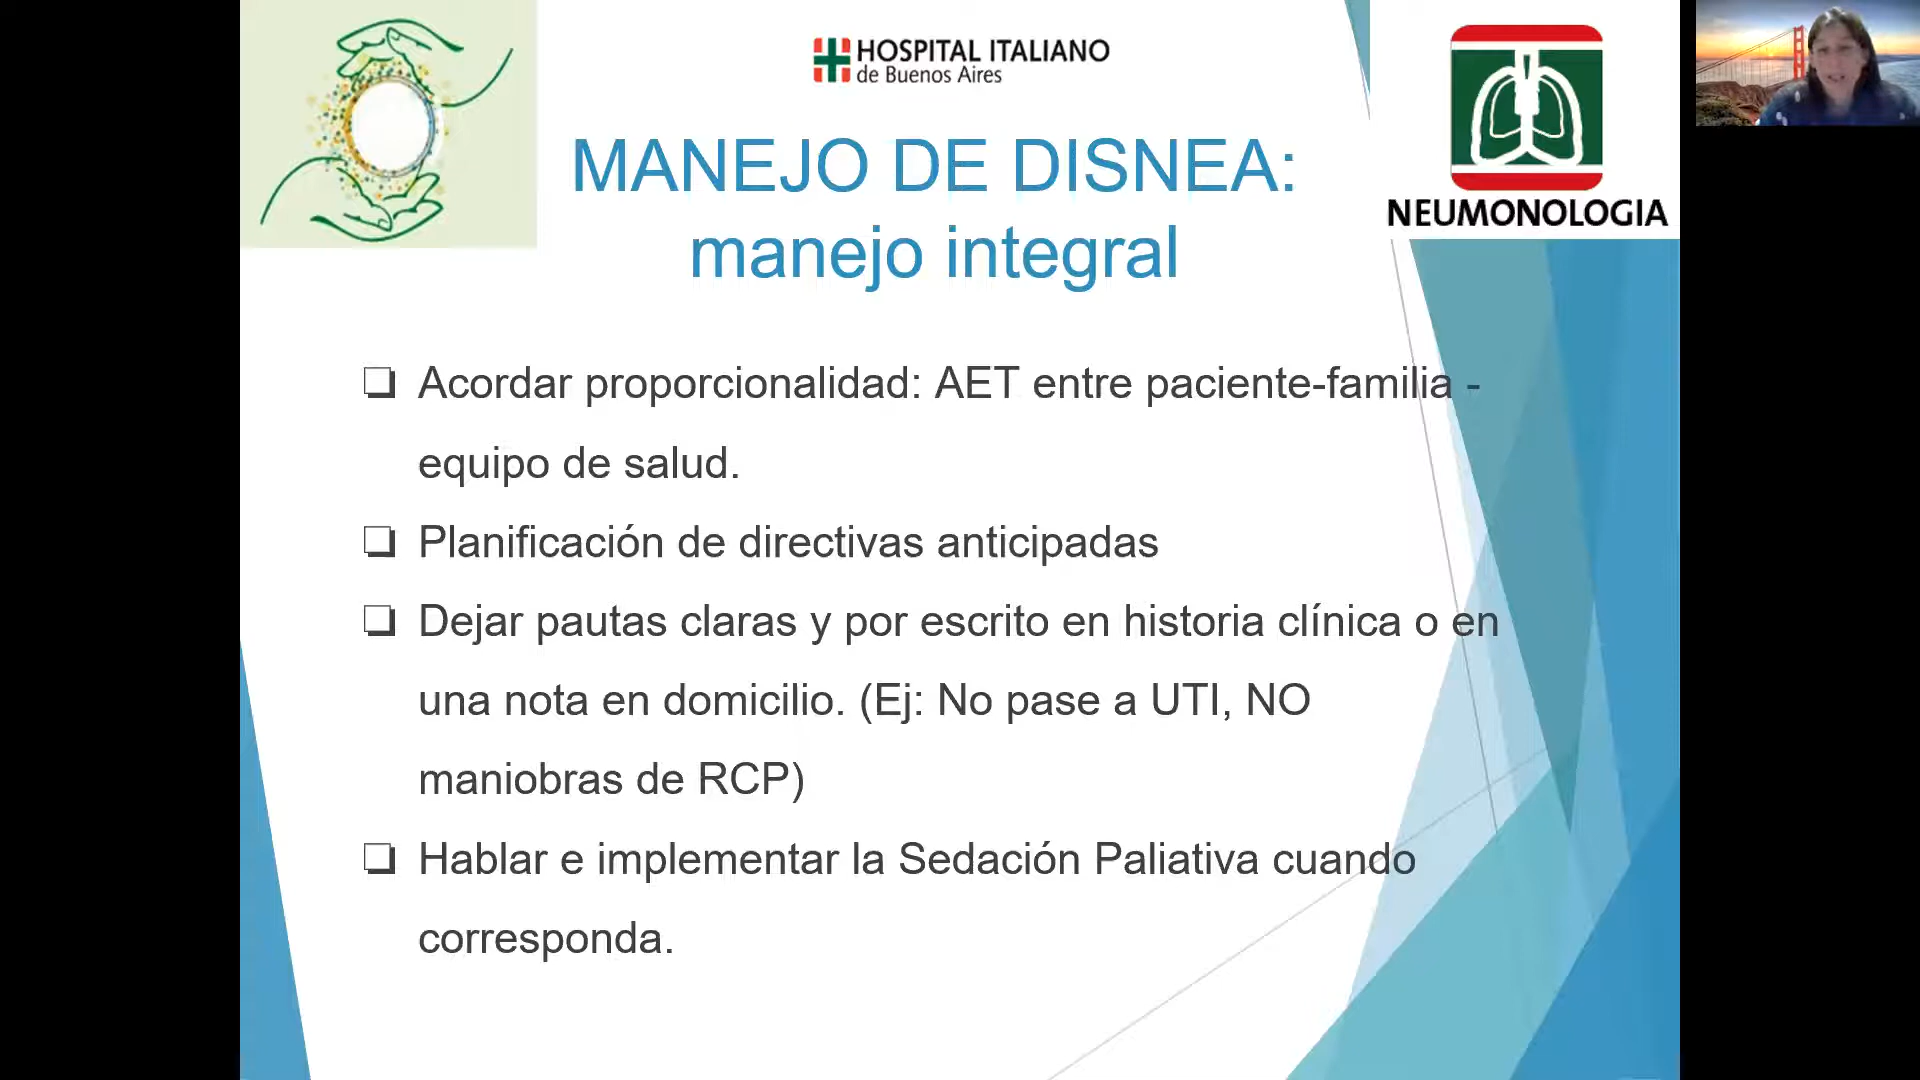 HOSPITAL ITALIANO
de Buenos Aires
NEUMONOLOGIA
MANEJO DE DISNEA:
manejo integral
❑ Acordar proporcionalidad: AET entre paciente-familia -
equipo de salud.
❑ Planificación de directivas anticipadas
❑ Dejar pautas claras y por escrito en historia clínica o en
una nota en domicilio. (Ej: No pase a UTI, NO
maniobras de RCP)
❑ Hablar e implementar la Sedación Paliativa cuando
corresponda.